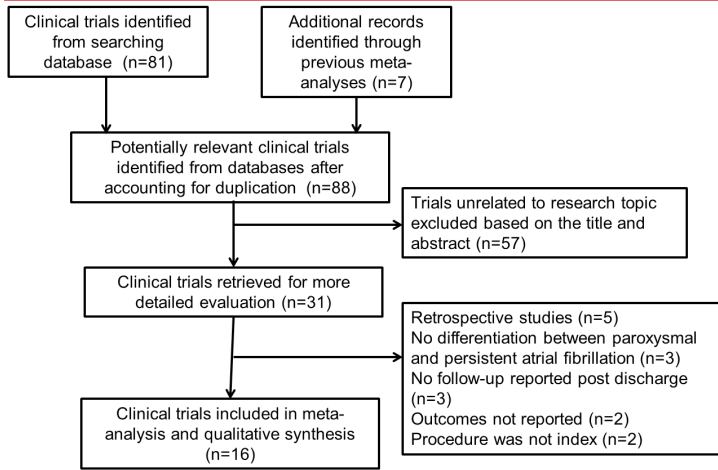 Clinical trials identified
from searching
database (n=81)
Additional records
identified through
previous meta-
analyses (n=7)
Potentially relevant clinical trials
identified from databases after
accounting for duplication (n=88)
Trials unrelated to research topic
excluded based on the title and
abstract (n=57)
Clinical trials retrieved for more
detailed evaluation (n=31)
Retrospective studies (n=5)
No differentiation between paroxysmal
and persistent atrial fibrillation (n=3)
No follow-up reported post discharge
(n=3)
Outcomes not reported (n=2)
Procedure was not index (n=2)
Clinical trials included in meta-
analysis and qualitative synthesis
(n=16)